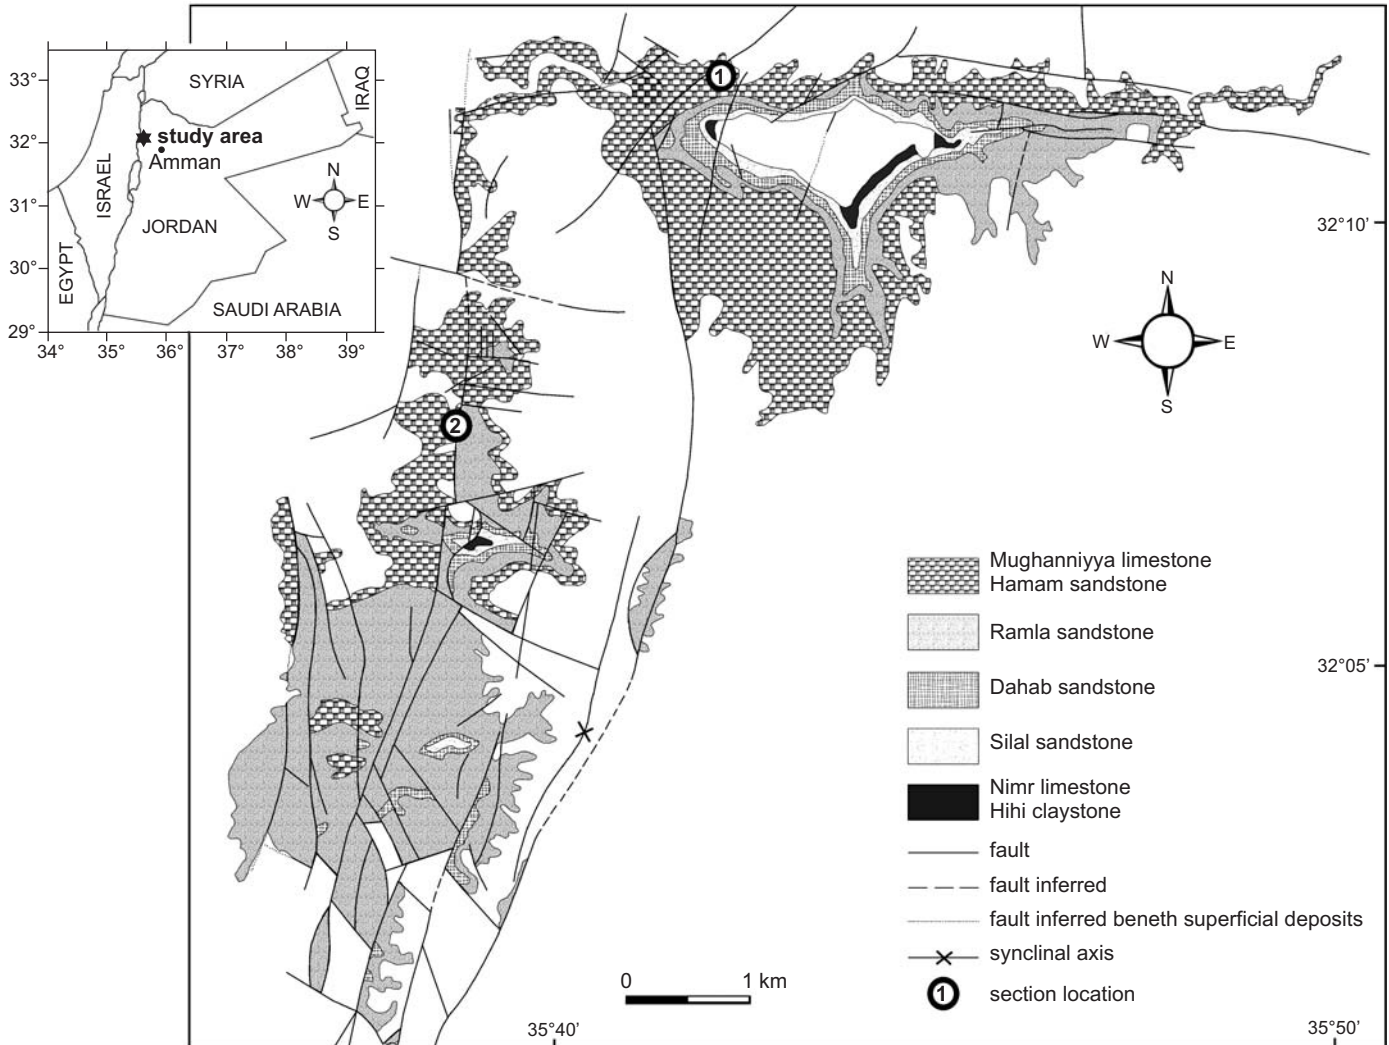 33°
32°
31°
30°
29°
34°
35°
36°
37°
38°
39°
SYRIA
IRAQ
study area
Amman
ISRAEL
JORDAN
EGYPT
SAUDI ARABIA
N
W
E
S
1
2
32°10'
N
W
E
S
32°05'
Mughanniyya limestone
Hamam sandstone
Ramla sandstone
Dahab sandstone
Silal sandstone
Nimr limestone
Hihi claystone
fault
fault inferred
fault inferred beneth superficial deposits
synclinal axis
1
section location
0
1 km
35°40'
35°50'